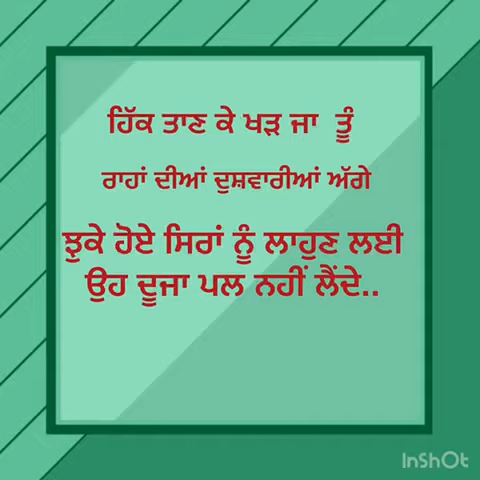 ਹਿੱਕ ਤਾਣ ਕੇ ਖੜ ਜਾ ਤੂੰ
ਰਾਹਾਂ ਦੀਆਂ ਦੁਸ਼ਵਾਰੀਆਂ ਅੱਗੇ
ਝੁਕੇ ਹੋਏ ਸਿਰਾਂ ਨੂੰ ਲਾਹੁਣ ਲਈ
ਉਹ ਦੂਜਾ ਪਲ ਨਹੀਂ ਲੈਂਦੇ..
InShOt